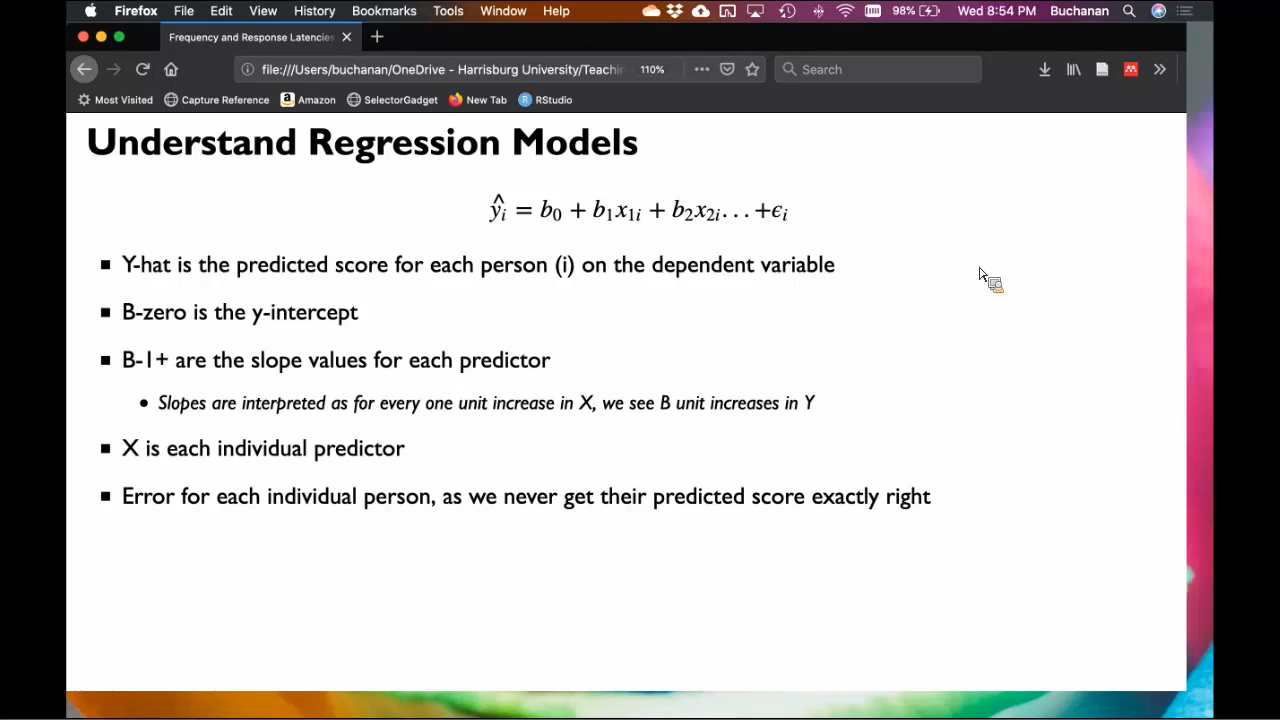 Firefox File Edit View History Bookmarks Tools Window Help 98% Wed 8:54 PM Buchanan
Frequency and Response Latencies
file:///Users/buchanan/OneDrive - Harrisburg University/Teachin 110% Search
Most Visited Capture Reference Amazon SelectorGadget New Tab RStudio
Understand Regression Models
ŷᵢ = b₀ + b₁x₁ᵢ + b₂x₂ᵢ. . . +ϵᵢ
▪ Y-hat is the predicted score for each person (i) on the dependent variable
▪ B-zero is the y-intercept
▪ B-1+ are the slope values for each predictor
• Slopes are interpreted as for every one unit increase in X, we see B unit increases in Y
▪ X is each individual predictor
▪ Error for each individual person, as we never get their predicted score exactly right